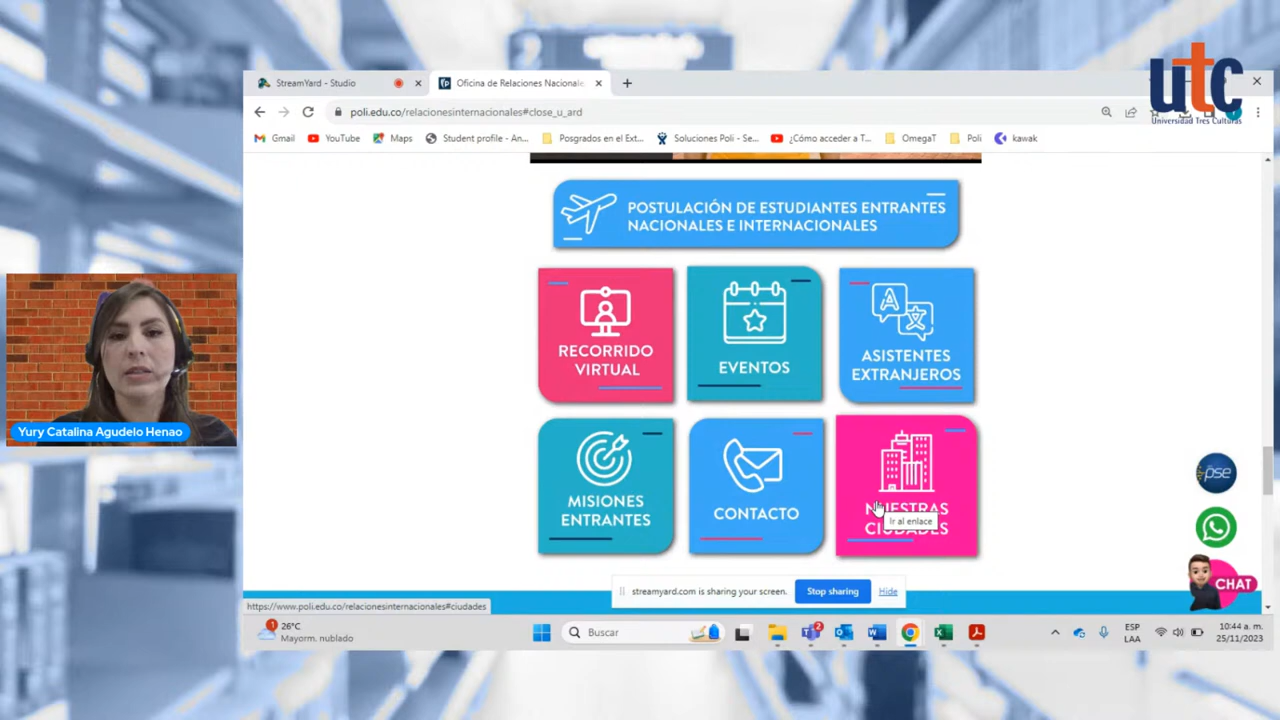 utc
Universidad Tres Culturas
StreamYard - Studio
Oficina de Relaciones Nacionale
poli.edu.co/relacionesinternacionales#close_u_ard
Gmail
YouTube
Maps
Student profile - An...
Posgrados en el Ext...
Soluciones Poli - Se...
¿Cómo acceder a T...
OmegaT
Poli
kawak
POSTULACIÓN DE ESTUDIANTES ENTRANTES
NACIONALES E INTERNACIONALES
RECORRIDO
VIRTUAL
EVENTOS
ASISTENTES
EXTRANJEROS
MISIONES
ENTRANTES
CONTACTO
NUESTRAS
CIUDADES
Ir al enlace
Yury Catalina Agudelo Henao
pse
CHAT
streamyard.com is sharing your screen.
Stop sharing
Hide
https://www.poli.edu.co/relacionesinternacionales#ciudades
1
26°C
Mayorm. nublado
Buscar
2
ESP
LAA
10:44 a. m.
25/11/2023